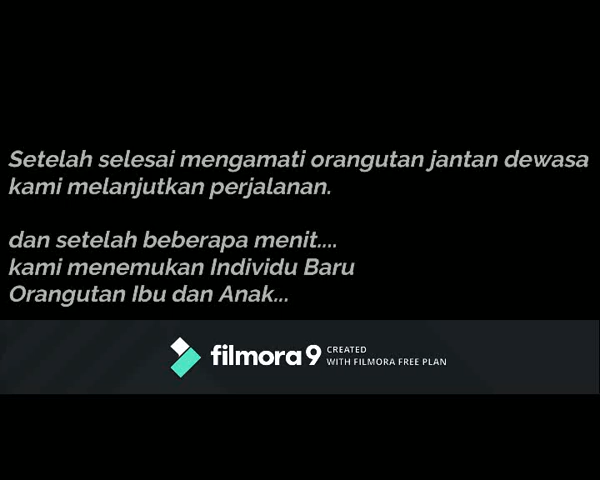 Setelah selesai mengamati orangutan jantan dewasa
kami melanjutkan perjalanan.
dan setelah beberapa menit....
kami menemukan Individu Baru
Orangutan Ibu dan Anak...
filmora 9 CREATED
WITH FILMORA FREE PLAN